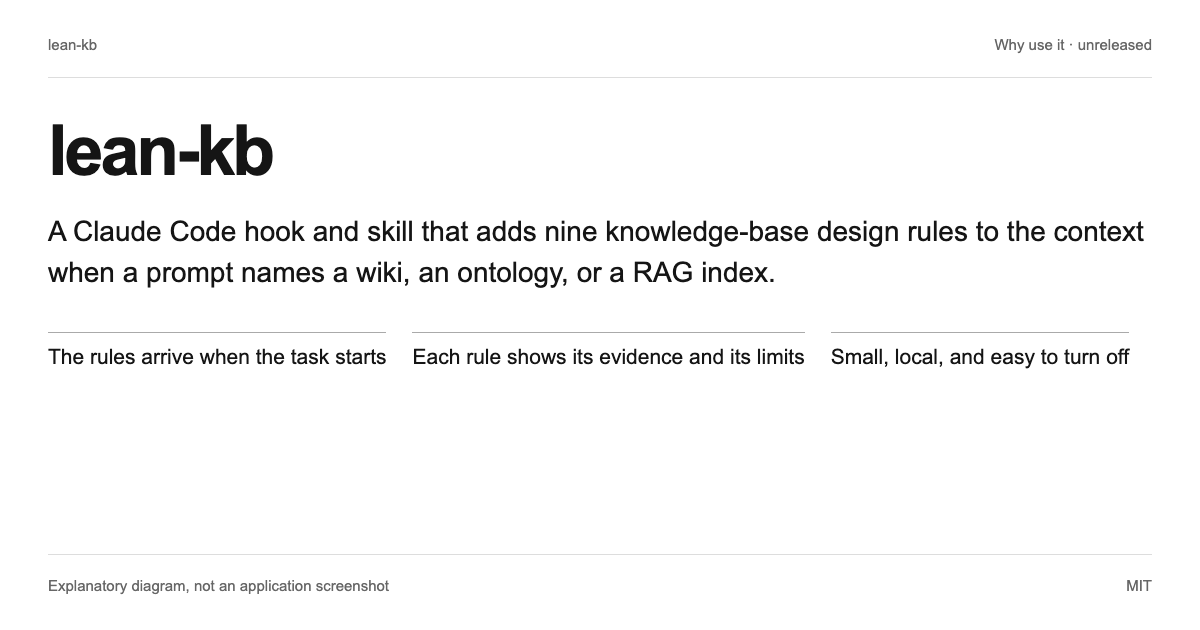 lean-kb
Why use it · unreleased
lean-kb
A Claude Code hook and skill that adds nine knowledge-base design rules to the context
when a prompt names a wiki, an ontology, or a RAG index.
The rules arrive when the task starts
Each rule shows its evidence and its limits
Small, local, and easy to turn off
Explanatory diagram, not an application screenshot
MIT